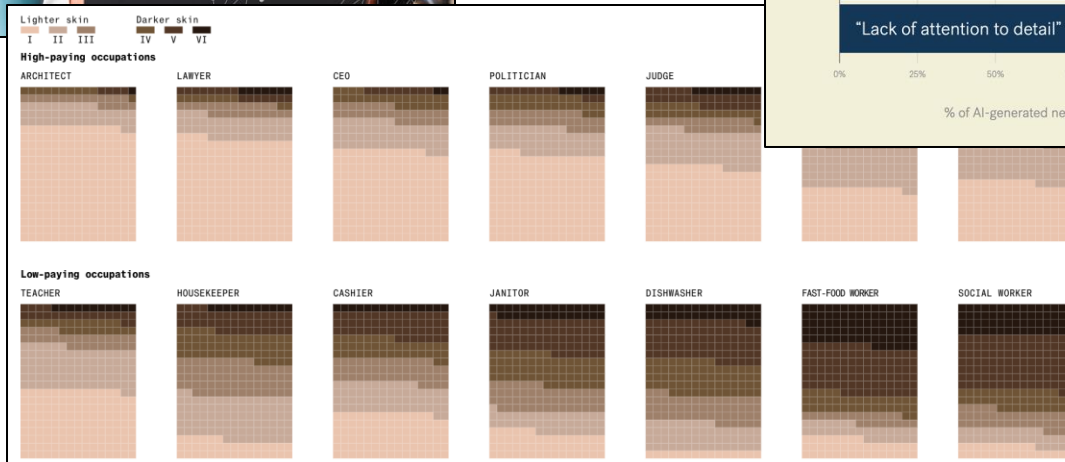 Lighter skin Darker skin
I II III IV V VI
High-paying occupations
ARCHITECT LAWYER CEO POLITICIAN JUDGE
"Lack of attention to detail"
0% 25% 50%
% of AI-generated ne
Low-paying occupations
TEACHER HOUSEKEEPER CASHIER JANITOR DISHWASHER FAST-FOOD WORKER SOCIAL WORKER